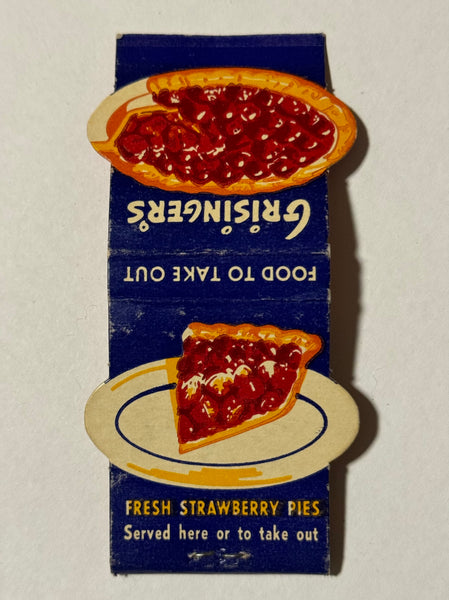 GRISINGER'S
FOOD TO TAKE OUT
FRESH STRAWBERRY PIES
Served here or to take out